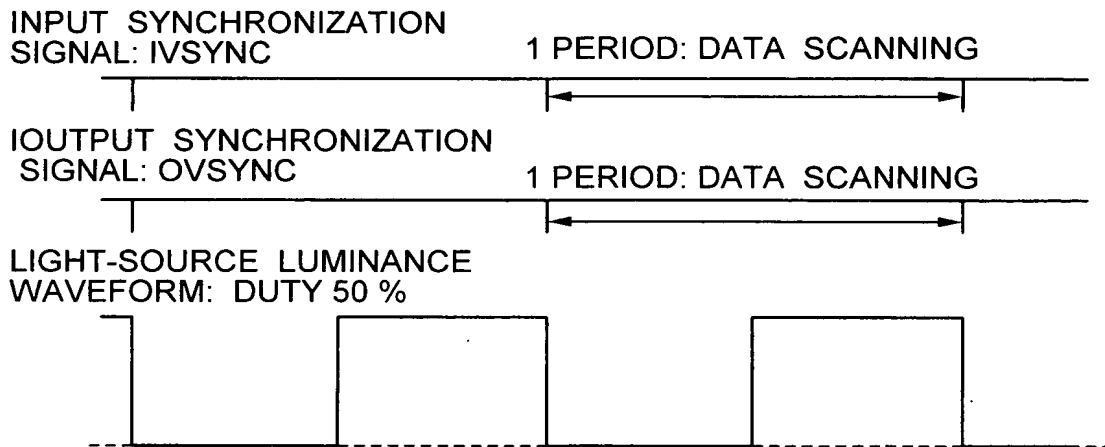 INPUT SYNCHRONIZATION
SIGNAL: IVSYNC
1 PERIOD: DATA SCANNING
IOUTPUT SYNCHRONIZATION
SIGNAL: OVSYNC
1 PERIOD: DATA SCANNING
LIGHT-SOURCE LUMINANCE
WAVEFORM: DUTY 50 %